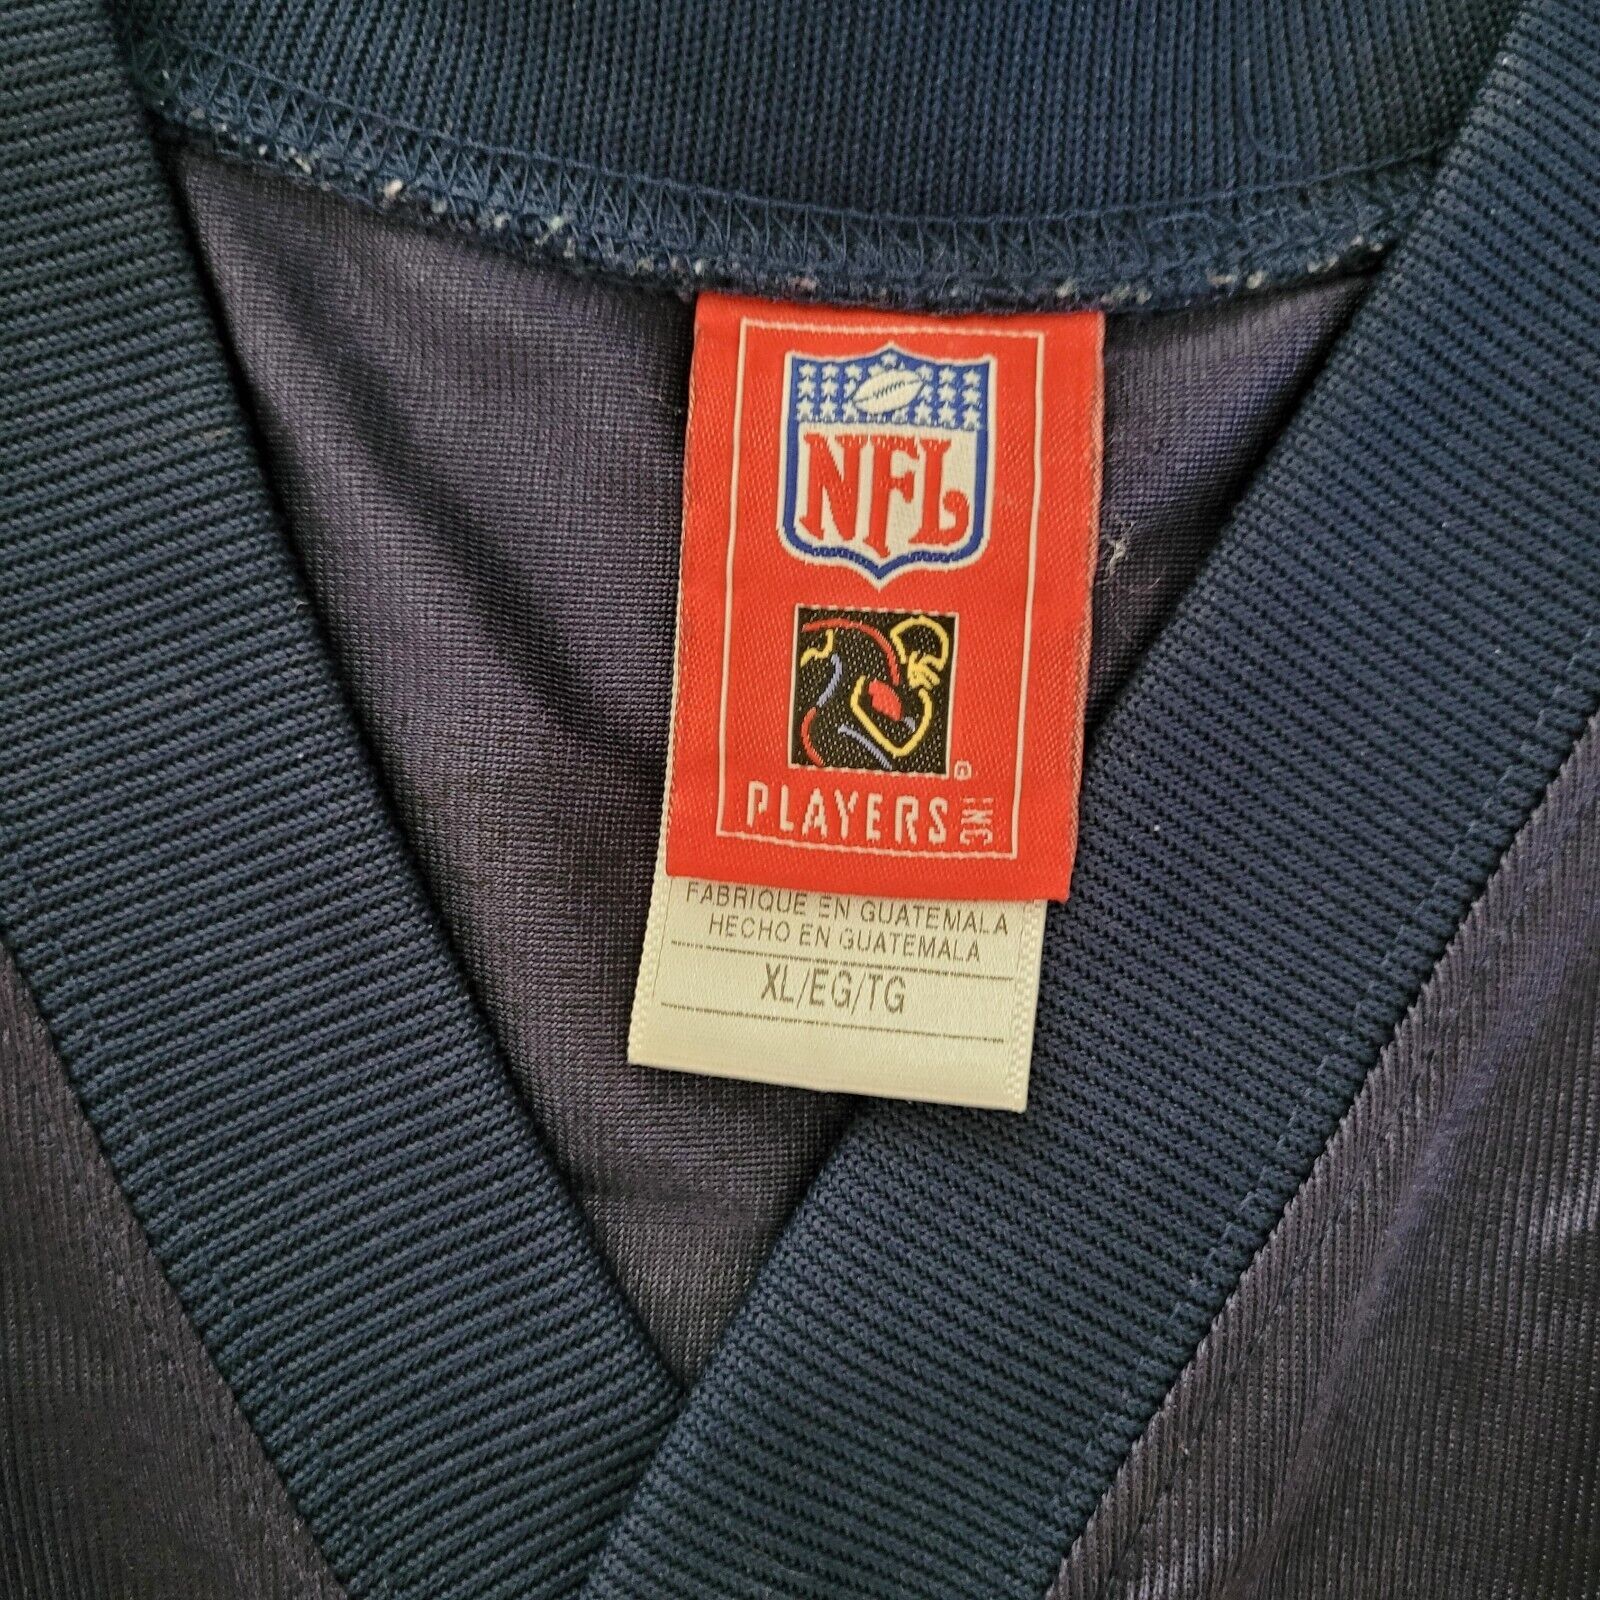 NFL
PLAYERS INC
FABRIQUE EN GUATEMALA
HECHO EN GUATEMALA
XL/EG/TG